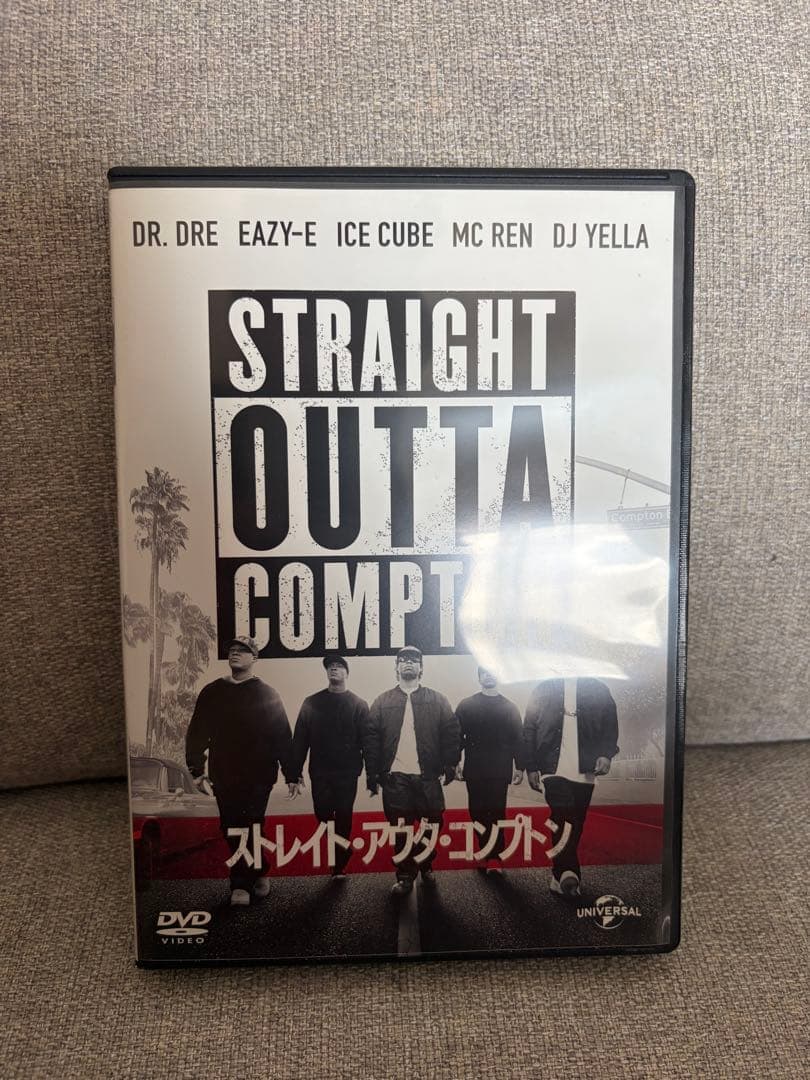 DR. DRE EAZY-E ICE CUBE MC REN DJ YELLA
STRAIGHT
OUTTA
Compton
ストレイト・アウタ・コンプトン
DVD
VIDEO
UNIVERSAL